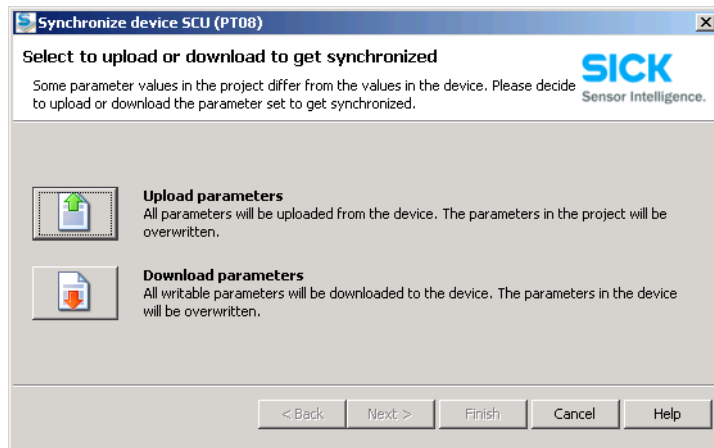 Synchronize device SCU (PT08)
Select to upload or download to get synchronized
Some parameter values in the project differ from the values in the device. Please decide
to upload or download the parameter set to get synchronized.
SICK
Sensor Intelligence.
Upload parameters
All parameters will be uploaded from the device. The parameters in the project will be
overwritten.
Download parameters
All writable parameters will be downloaded to the device. The parameters in the device
will be overwritten.
< Back Next > Finish Cancel Help